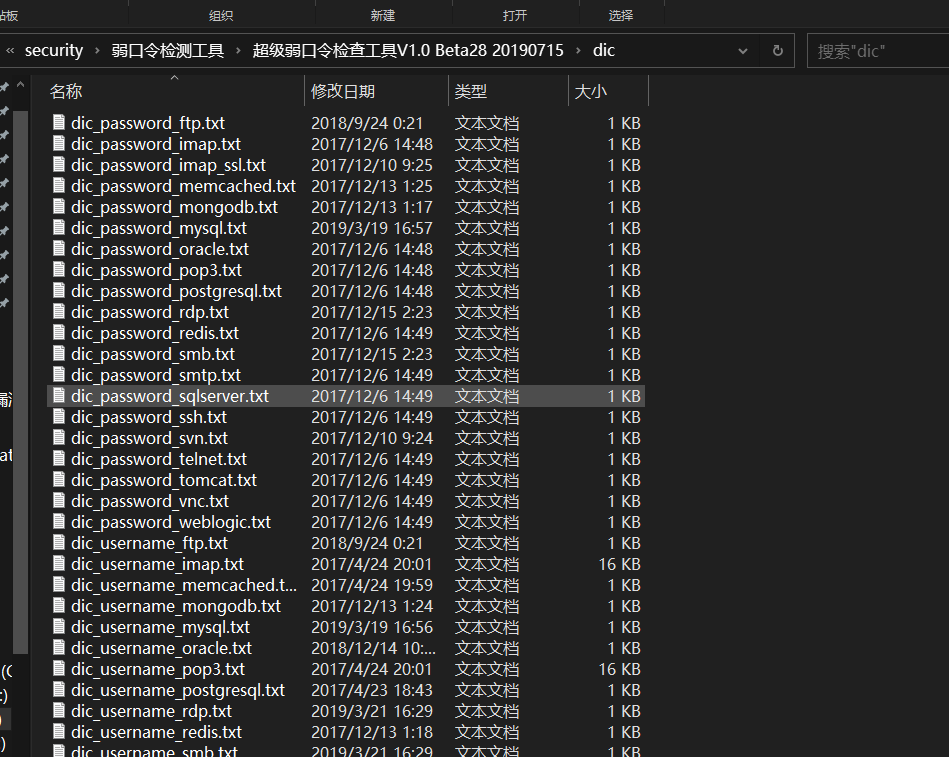 站板 组织 新建 打开 选择
« security › 弱口令检测工具 › 超级弱口令检查工具V1.0 Beta28 20190715 › dic 搜索"dic"
名称 修改日期 类型 大小
dic_password_ftp.txt 2018/9/24 0:21 文本文档 1 KB
dic_password_imap.txt 2017/12/6 14:48 文本文档 1 KB
dic_password_imap_ssl.txt 2017/12/10 9:25 文本文档 1 KB
dic_password_memcached.txt 2017/12/13 1:25 文本文档 1 KB
dic_password_mongodb.txt 2017/12/13 1:17 文本文档 1 KB
dic_password_mysql.txt 2019/3/19 16:57 文本文档 1 KB
dic_password_oracle.txt 2017/12/6 14:48 文本文档 1 KB
dic_password_pop3.txt 2017/12/6 14:48 文本文档 1 KB
dic_password_postgresql.txt 2017/12/6 14:48 文本文档 1 KB
dic_password_rdp.txt 2017/12/15 2:23 文本文档 1 KB
dic_password_redis.txt 2017/12/6 14:49 文本文档 1 KB
dic_password_smb.txt 2017/12/15 2:23 文本文档 1 KB
dic_password_smtp.txt 2017/12/6 14:49 文本文档 1 KB
dic_password_sqlserver.txt 2017/12/6 14:49 文本文档 1 KB
dic_password_ssh.txt 2017/12/6 14:49 文本文档 1 KB
dic_password_svn.txt 2017/12/10 9:24 文本文档 1 KB
dic_password_telnet.txt 2017/12/6 14:49 文本文档 1 KB
dic_password_tomcat.txt 2017/12/6 14:49 文本文档 1 KB
dic_password_vnc.txt 2017/12/6 14:49 文本文档 1 KB
dic_password_weblogic.txt 2017/12/6 14:49 文本文档 1 KB
dic_username_ftp.txt 2018/9/24 0:21 文本文档 1 KB
dic_username_imap.txt 2017/4/24 20:01 文本文档 16 KB
dic_username_memcached.t... 2017/4/24 19:59 文本文档 1 KB
dic_username_mongodb.txt 2017/12/13 1:24 文本文档 1 KB
dic_username_mysql.txt 2019/3/19 16:56 文本文档 1 KB
dic_username_oracle.txt 2018/12/14 10:... 文本文档 1 KB
dic_username_pop3.txt 2017/4/24 20:01 文本文档 16 KB
dic_username_postgresql.txt 2017/4/23 18:43 文本文档 1 KB
dic_username_rdp.txt 2019/3/21 16:29 文本文档 1 KB
dic_username_redis.txt 2017/12/13 1:18 文本文档 1 KB
dic_username_smb.txt 2019/3/21 16:29 文本文档 1 KB